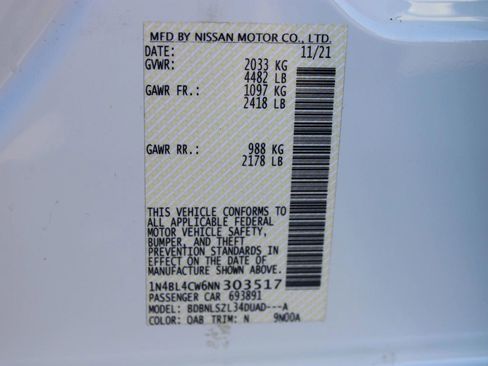 MFD BY NISSAN MOTOR CO., LTD.
DATE: 11/21
GVWR: 2033 KG
4482 LB
GAWR FR.: 1097 KG
2418 LB
GAWR RR.: 988 KG
2178 LB
THIS VEHICLE CONFORMS TO
ALL APPLICABLE FEDERAL
MOTOR VEHICLE SAFETY,
BUMPER, AND THEFT
PREVENTION STANDARDS IN
EFFECT ON THE DATE OF
MANUFACTURE SHOWN ABOVE.
1N4BL4CW6NN303517
PASSENGER CAR 693891
MODEL: BDBNLSZL34DUAD---A
COLOR: QAB TRIM: N 9N00A